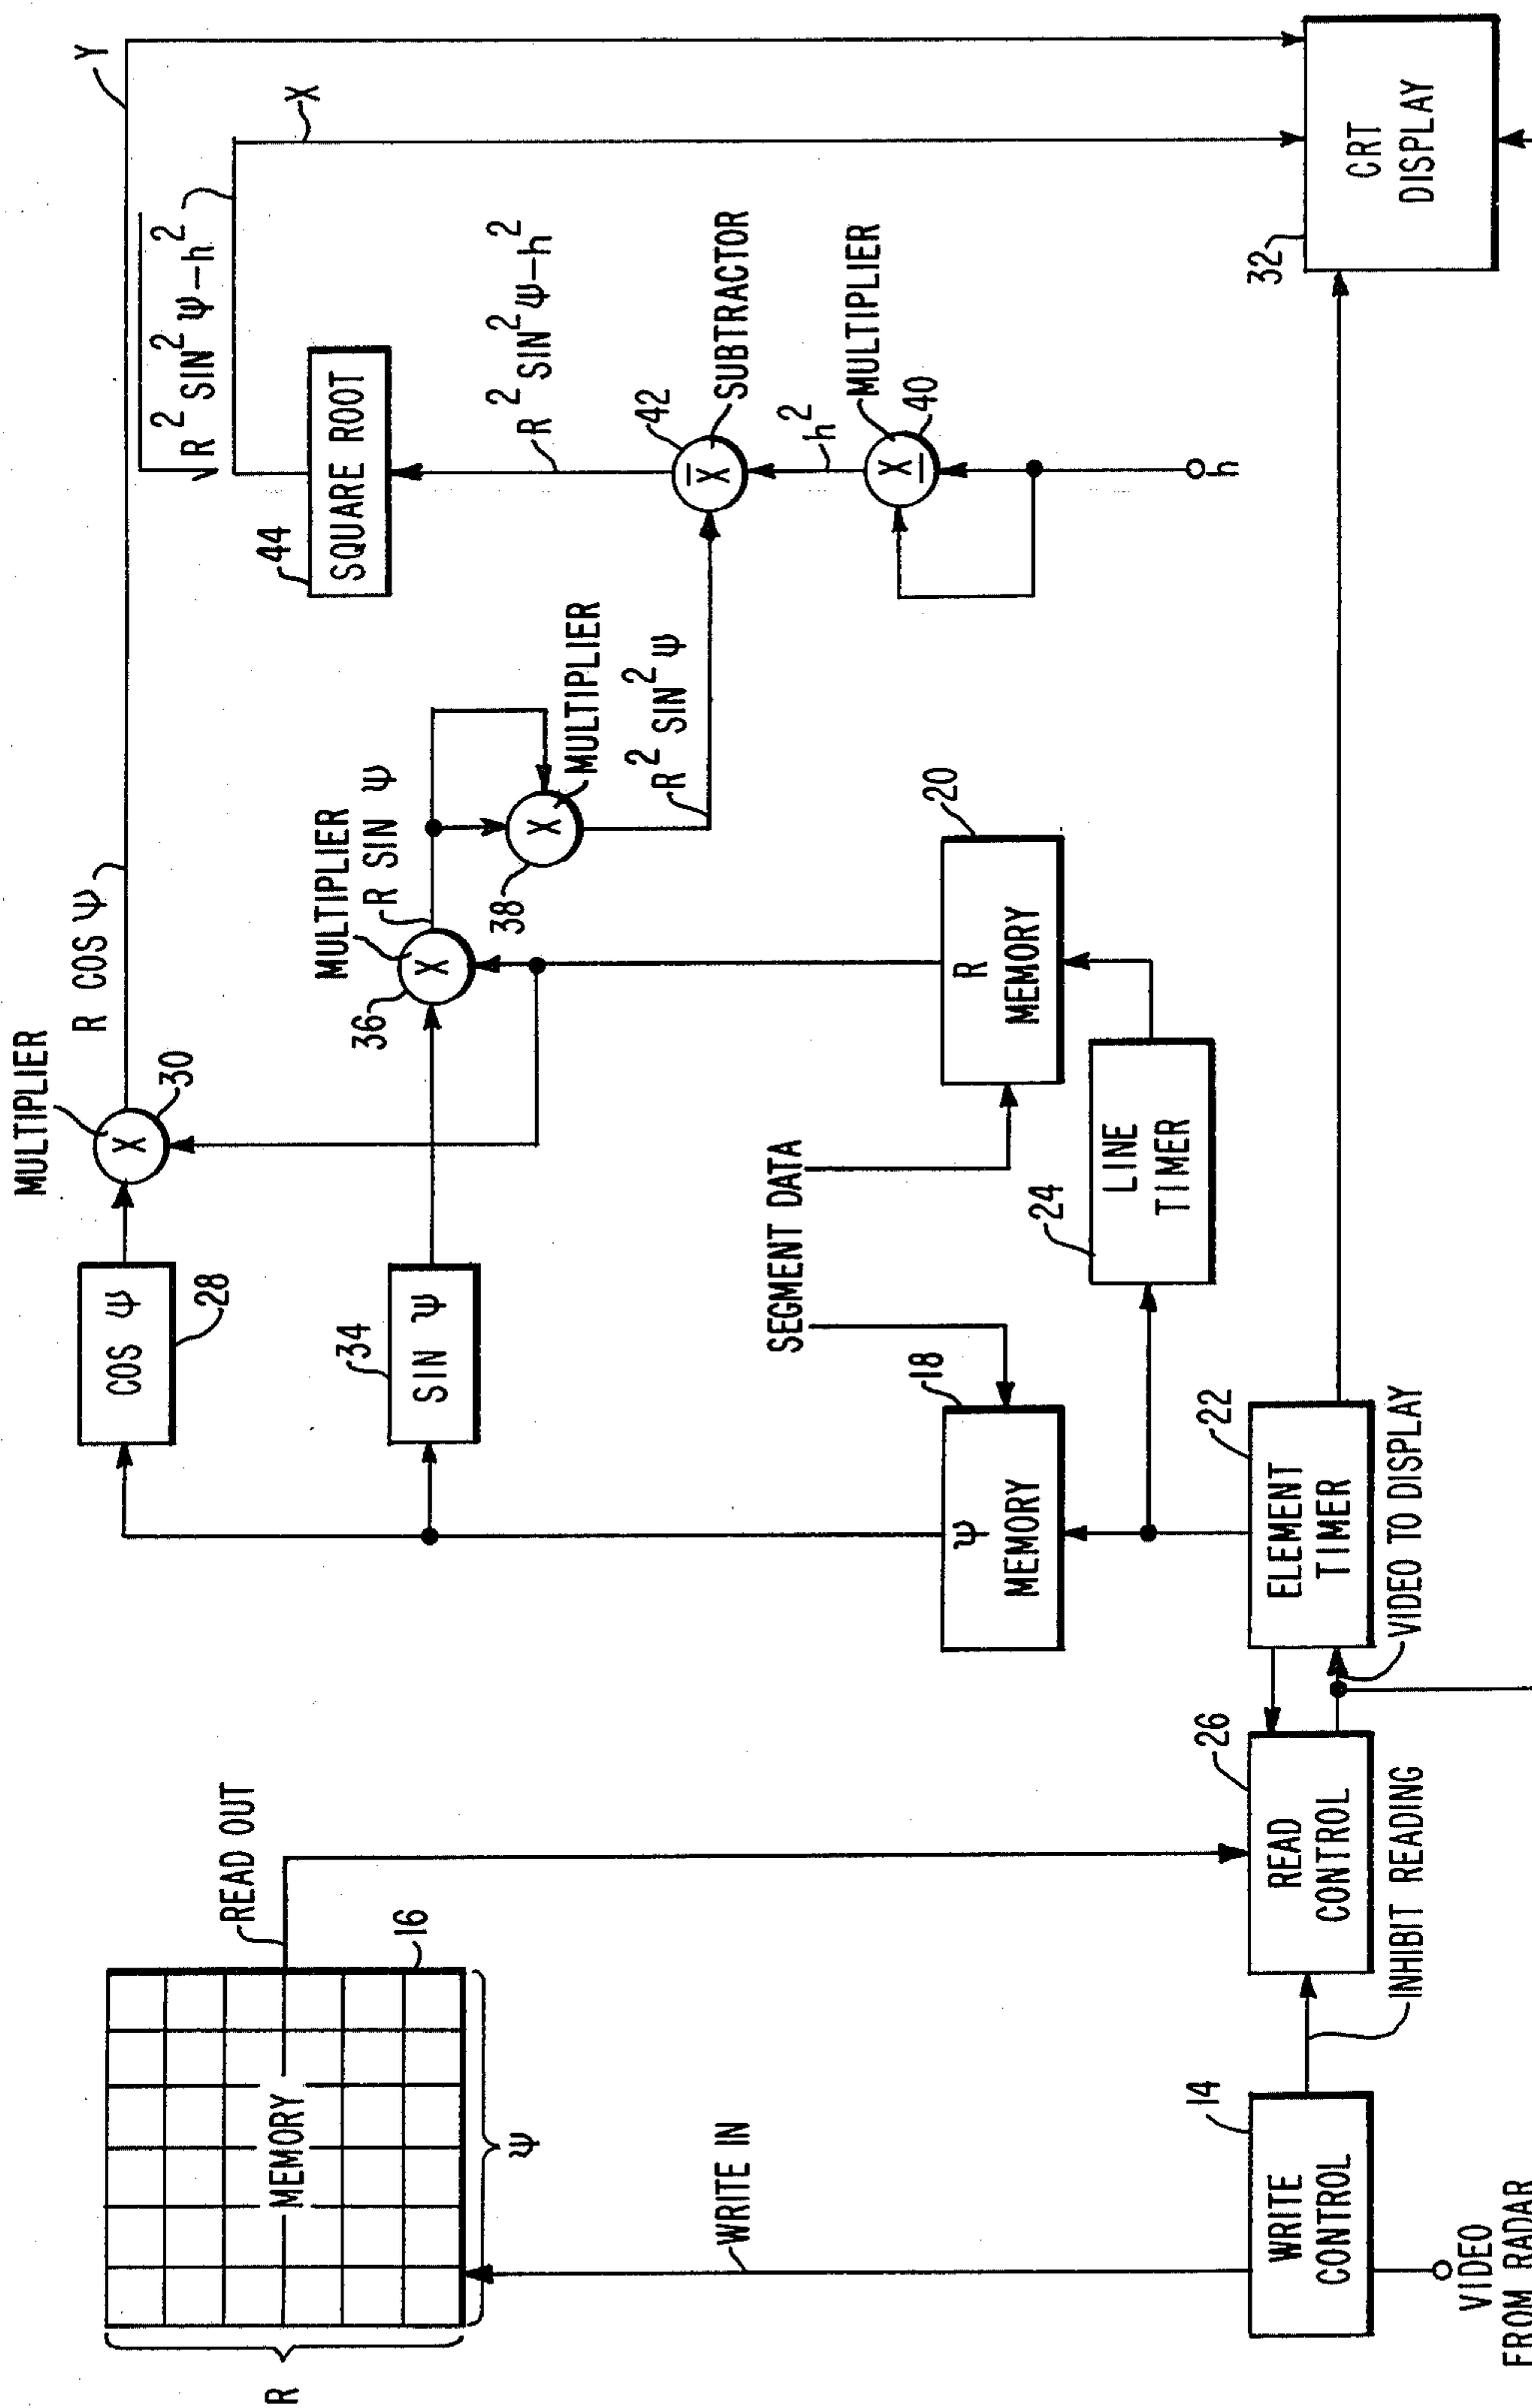 MULTIPLIER
R COS Ψ
Y
COS Ψ
X
30
28
√R² SIN² Ψ–h²
X
MULTIPLIER
R SIN Ψ
SIN Ψ
34
X
36
X
38
MULTIPLIER
R² SIN² Ψ
44
SQUARE ROOT
R² SIN² Ψ–h²
42
X̅
SUBTRACTOR
h²
MULTIPLIER
X
40
h
R
MEMORY
16
Ψ
READ OUT
WRITE IN
SEGMENT DATA
Ψ
MEMORY
18
R
MEMORY
20
LINE
TIMER
24
WRITE
CONTROL
14
READ
CONTROL
26
ELEMENT
TIMER
22
CRT
DISPLAY
32
INHIBIT READING
VIDEO TO DISPLAY
VIDEO
FROM RADAR